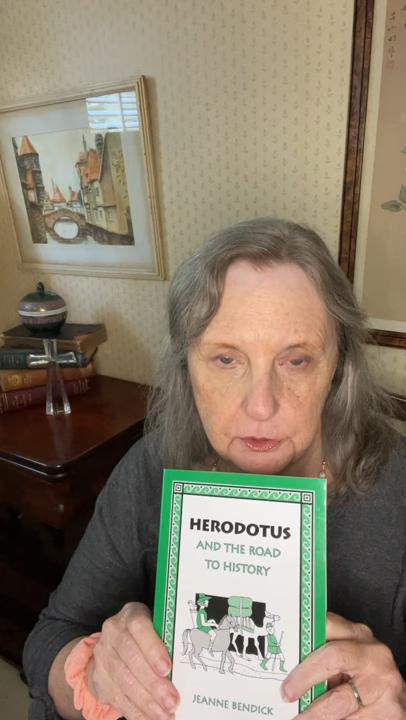 HERODOTUS
AND THE ROAD
TO HISTORY
JEANNE BENDICK